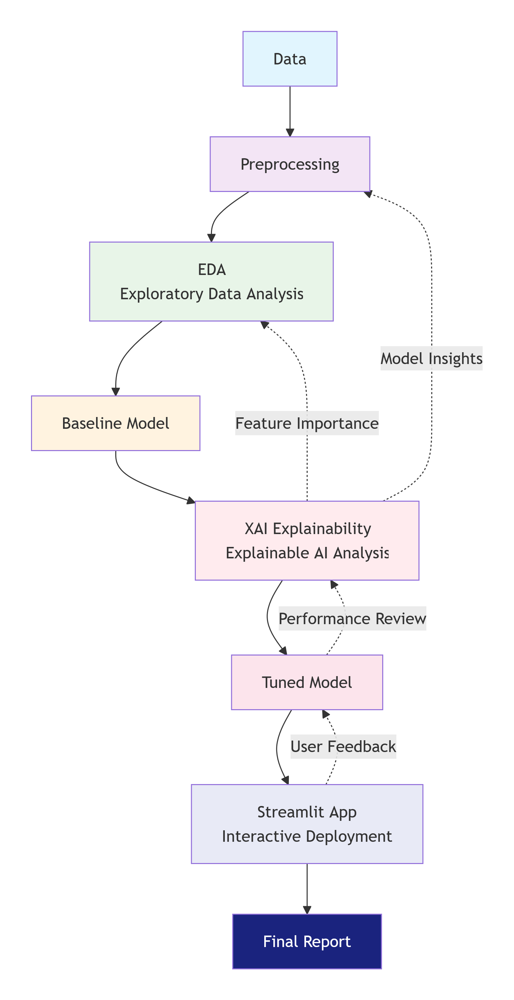 Data
Preprocessing
EDA
Exploratory Data Analysis
Model Insights
Baseline Model
Feature Importance
XAI Explainability
Explainable AI Analysis
Performance Review
Tuned Model
User Feedback
Streamlit App
Interactive Deployment
Final Report